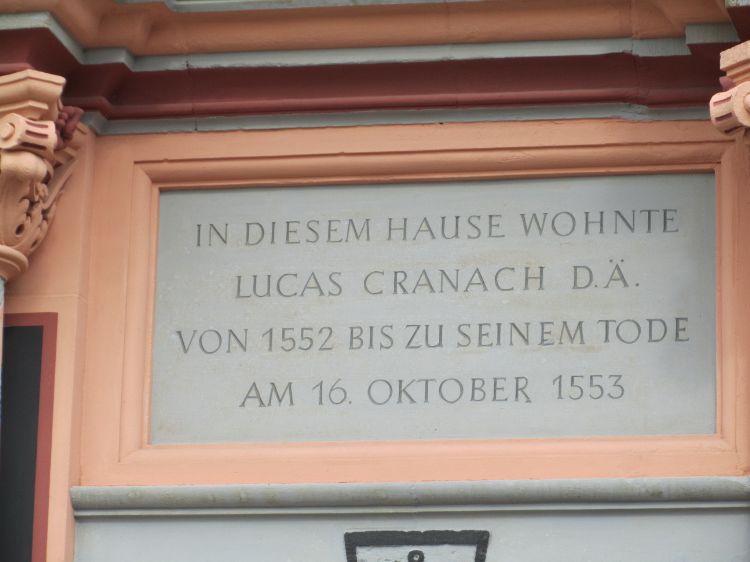 IN DIESEM HAUSE WOHNTE
LUCAS CRANACH D.Ä.
VON 1552 BIS ZU SEINEM TODE
AM 16. OKTOBER 1553